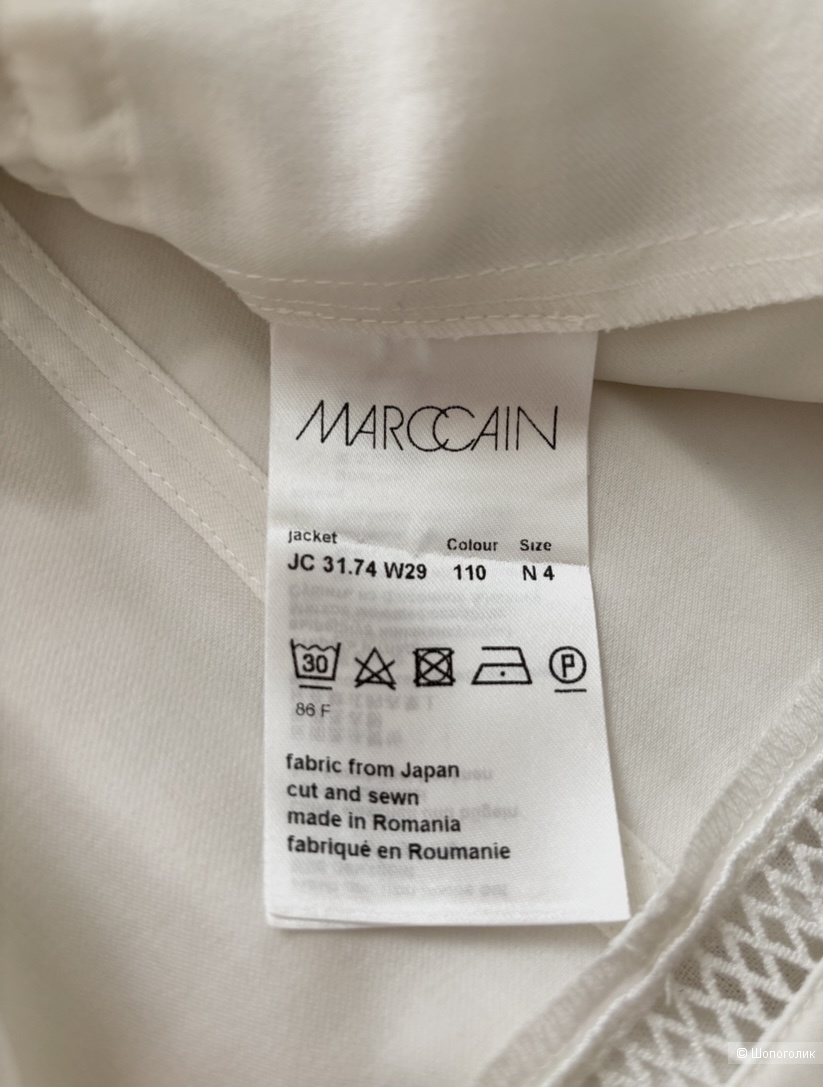 MARCCAIN
jacket Colour Size
JC 31.74 W29 110 N 4
30 P
86 F
fabric from Japan
cut and sewn
made in Romania
fabriqué en Roumanie
© Шопоголик